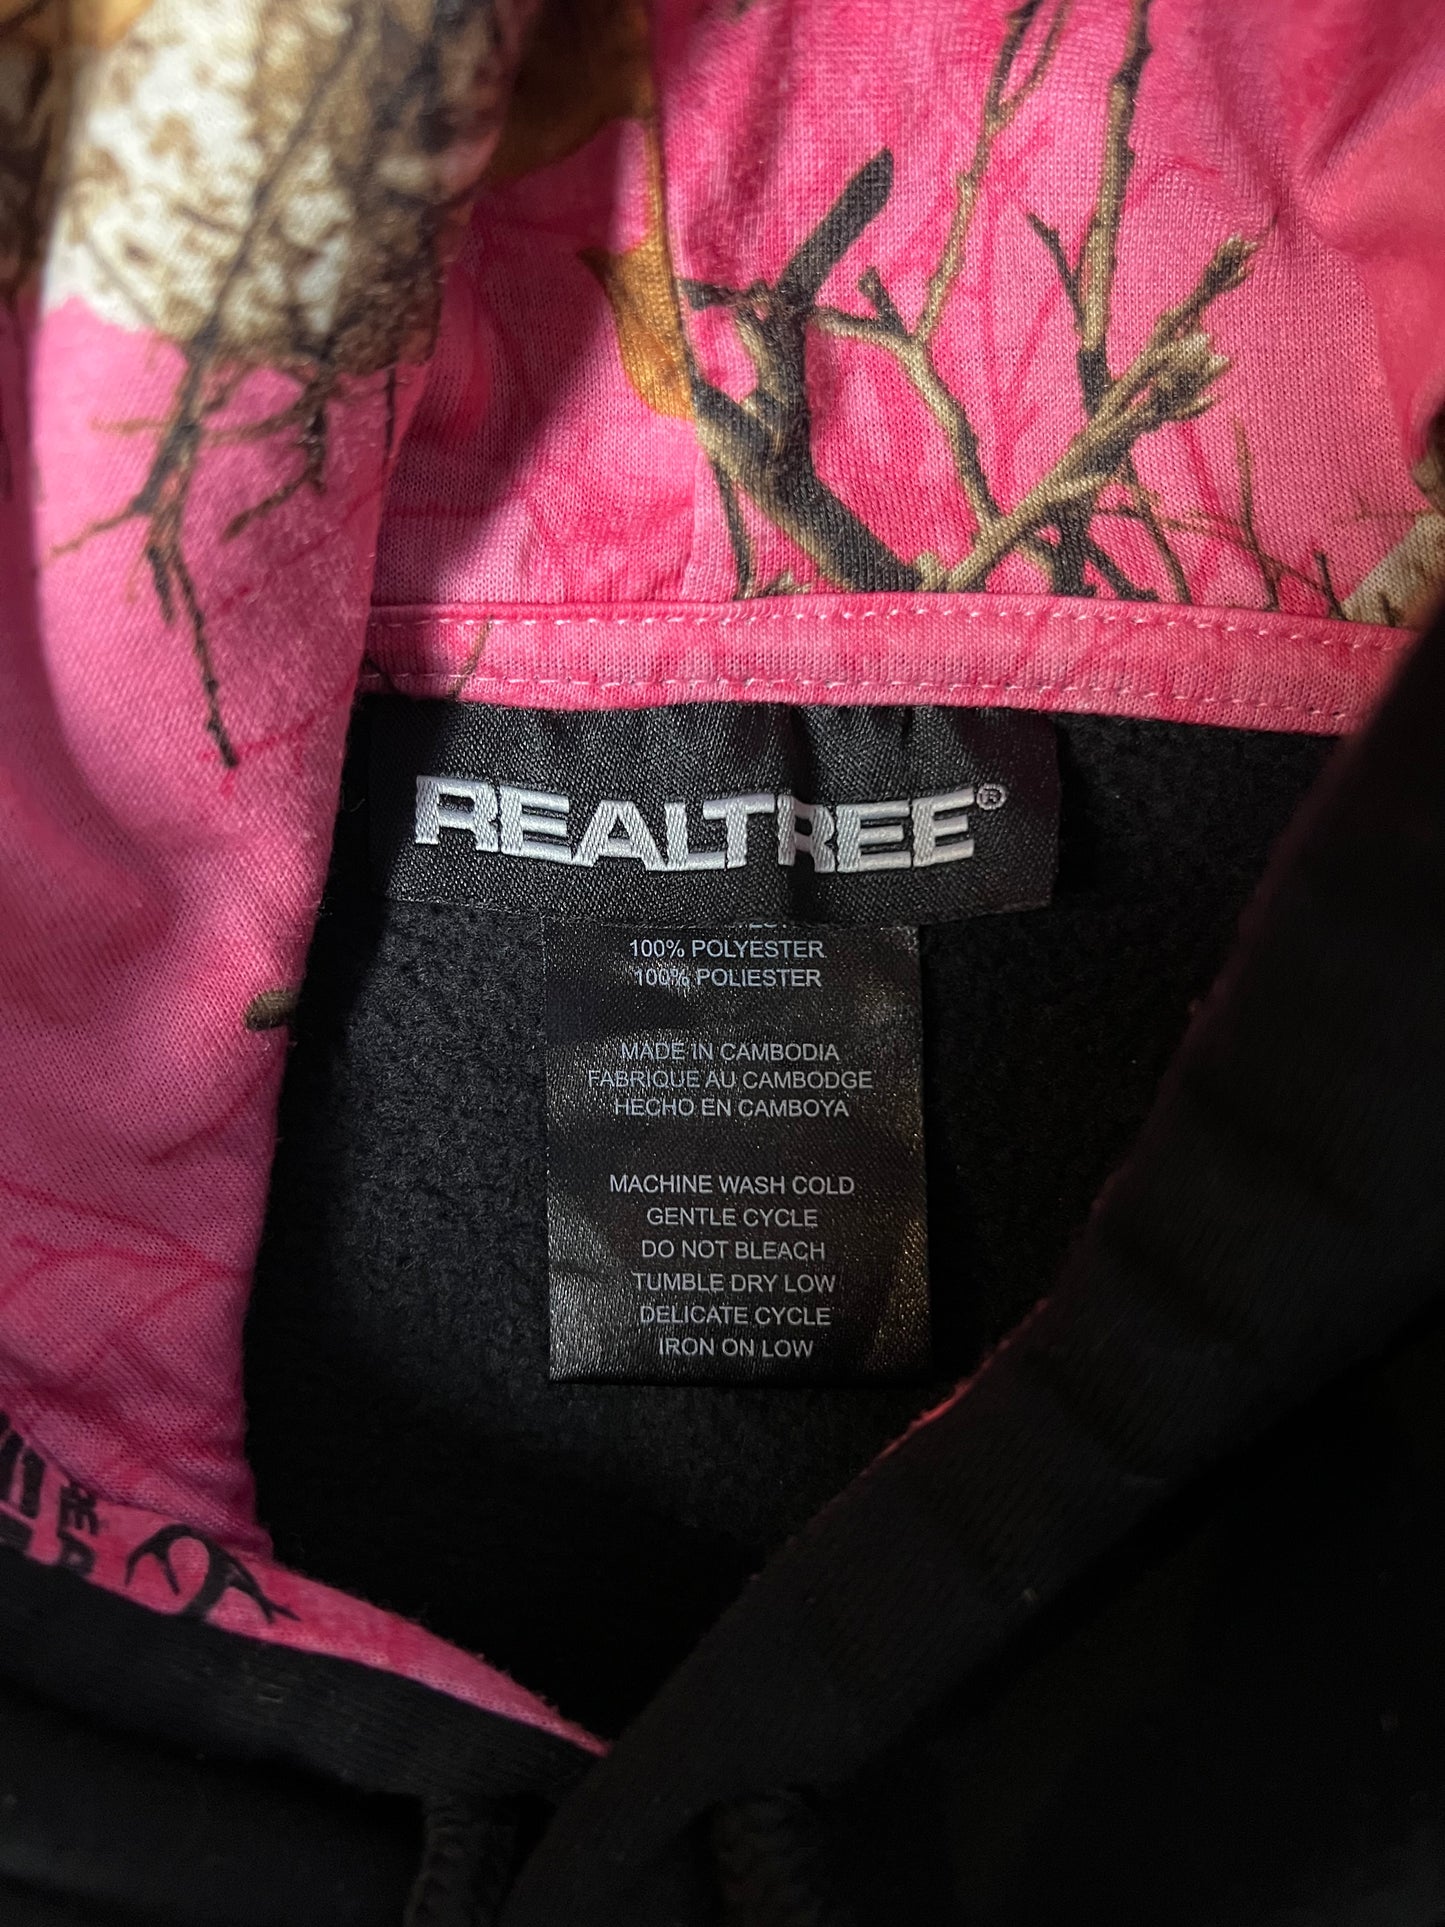 REALTREE®
100% POLYESTER
100% POLIESTER
MADE IN CAMBODIA
FABRIQUE AU CAMBODGE
HECHO EN CAMBOYA
MACHINE WASH COLD
GENTLE CYCLE
DO NOT BLEACH
TUMBLE DRY LOW
DELICATE CYCLE
IRON ON LOW